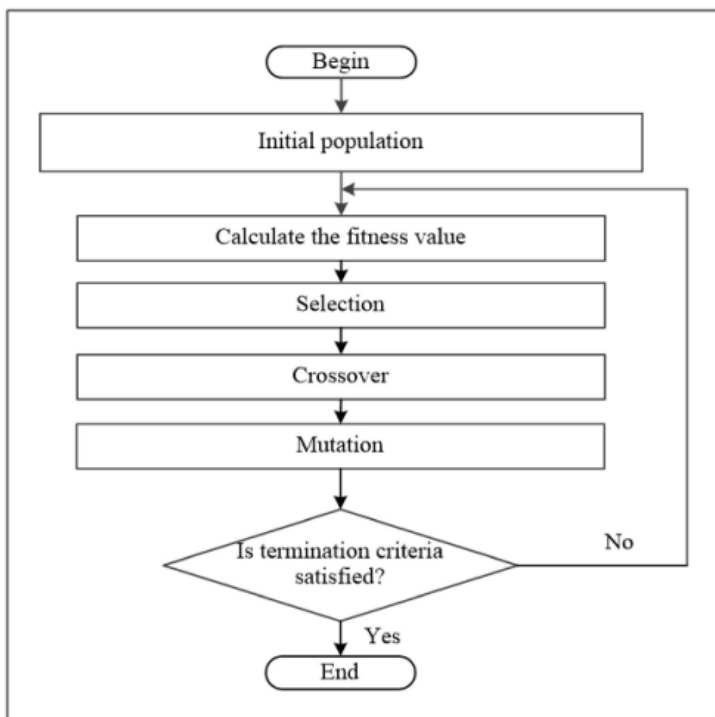 Begin
Initial population
Calculate the fitness value
Selection
Crossover
Mutation
Is termination criteria
satisfied?
No
Yes
End